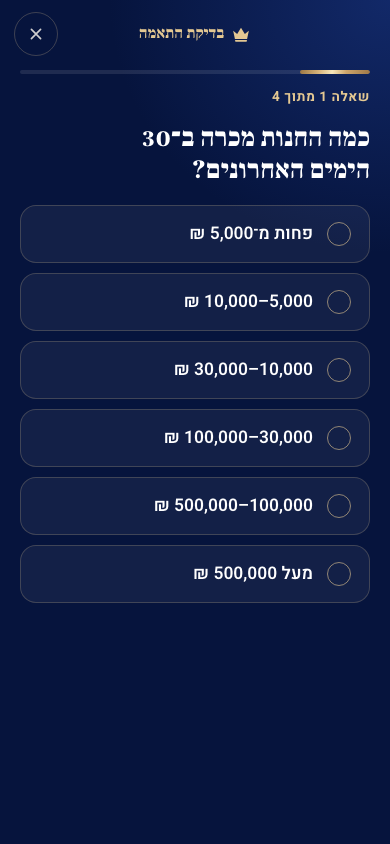 בדיקת התאמה
שאלה 1 מתוך 4
כמה החנות מכרה ב־30
הימים האחרונים?
פחות מ־5,000 ₪
5,000–10,000 ₪
10,000–30,000 ₪
30,000–100,000 ₪
100,000–500,000 ₪
מעל 500,000 ₪